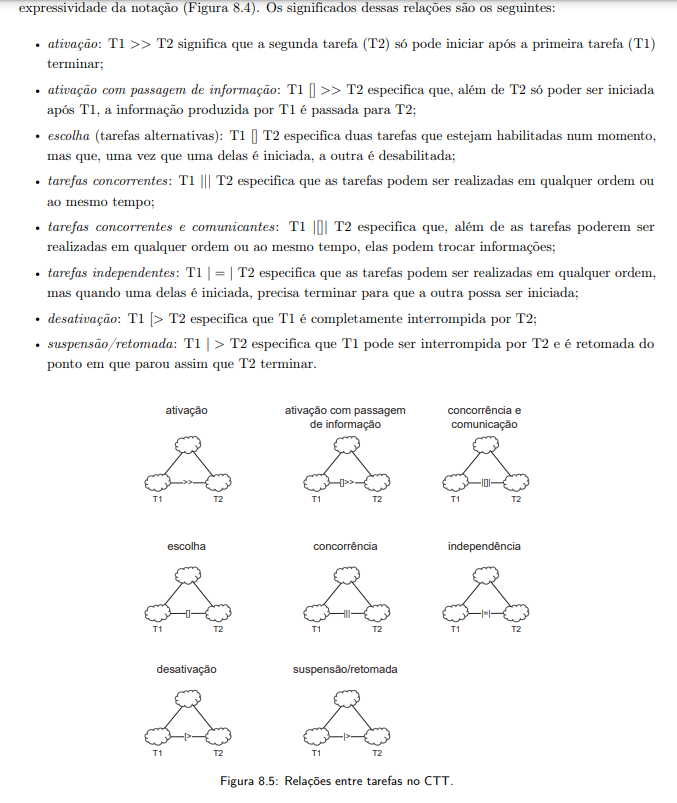 expressividade da notação (Figura 8.4). Os significados dessas relações são os seguintes:
• ativação: T1 >> T2 significa que a segunda tarefa (T2) só pode iniciar após a primeira tarefa (T1)
terminar;
• ativação com passagem de informação: T1 [] >> T2 especifica que, além de T2 só poder ser iniciada
após T1, a informação produzida por T1 é passada para T2;
• escolha (tarefas alternativas): T1 [] T2 especifica duas tarefas que estejam habilitadas num momento,
mas que, uma vez que uma delas é iniciada, a outra é desabilitada;
• tarefas concorrentes: T1 ||| T2 especifica que as tarefas podem ser realizadas em qualquer ordem ou
ao mesmo tempo;
• tarefas concorrentes e comunicantes: T1 |[]| T2 especifica que, além de as tarefas poderem ser
realizadas em qualquer ordem ou ao mesmo tempo, elas podem trocar informações;
• tarefas independentes: T1 | = | T2 especifica que as tarefas podem ser realizadas em qualquer ordem,
mas quando uma delas é iniciada, precisa terminar para que a outra possa ser iniciada;
• desativação: T1 [> T2 especifica que T1 é completamente interrompida por T2;
• suspensão/retomada: T1 | > T2 especifica que T1 pode ser interrompida por T2 e é retomada do
ponto em que parou assim que T2 terminar.
ativação
>>
T1 T2
ativação com passagem
de informação
[]>>
T1 T2
concorrência e
comunicação
|[]|
T1 T2
escolha
[]
T1 T2
concorrência
|||
T1 T2
independência
|=|
T1 T2
desativação
[>
T1 T2
suspensão/retomada
|>
T1 T2
Figura 8.5: Relações entre tarefas no CTT.